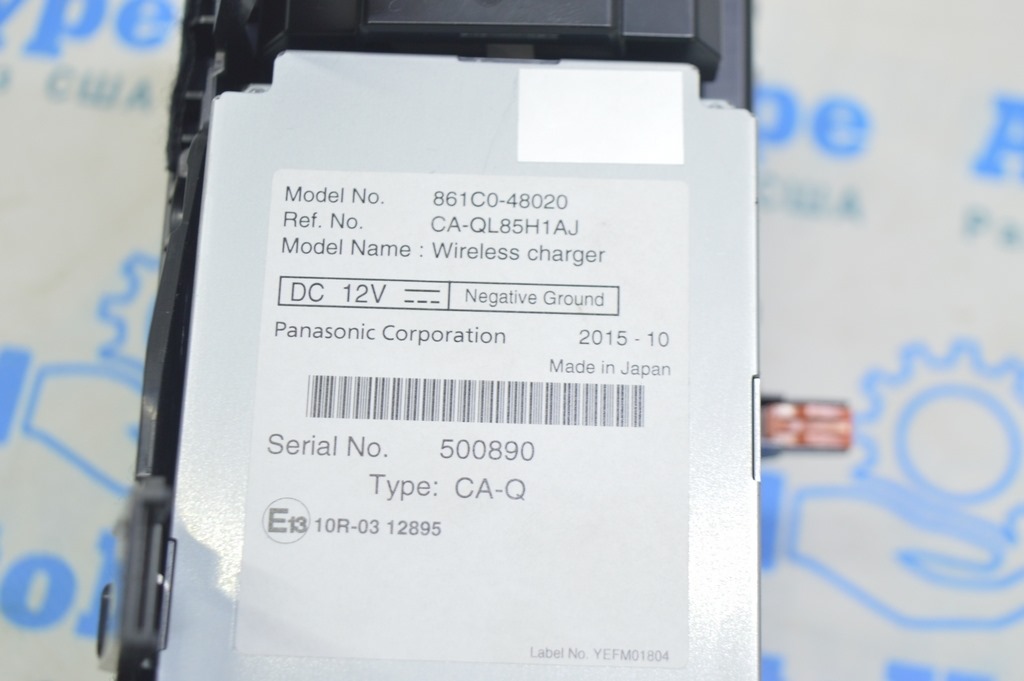 США
Model No. 861C0-48020
Ref. No. CA-QL85H1AJ
Model Name : Wireless charger
DC 12V Negative Ground
Panasonic Corporation 2015 - 10
Made in Japan
Serial No. 500890
Type: CA-Q
E13 10R-03 12895
Label No. YEFM01804